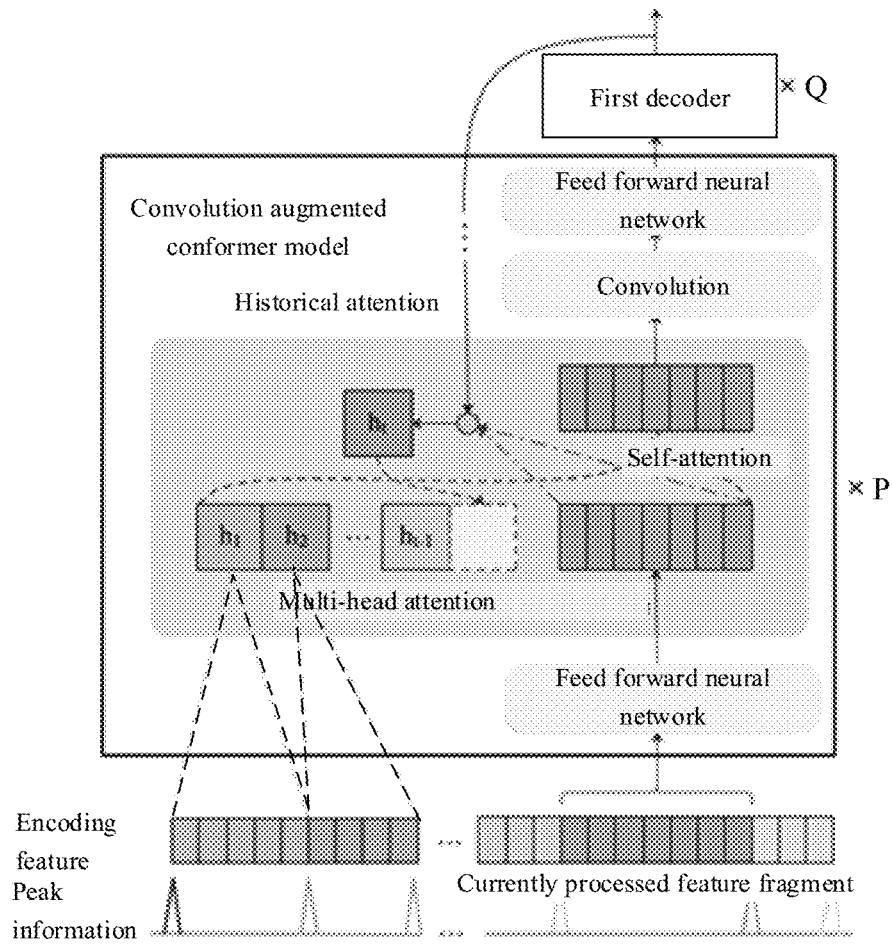 First decoder
× Q
Feed forward neural
network
Convolution augmented
conformer model
Convolution
Historical attention
hₜ
Self-attention
× P
h₁ h₂ ... hₜ₋₁
Multi-head attention
Feed forward neural
network
Encoding
feature
...
Currently processed feature fragment
Peak
information
...